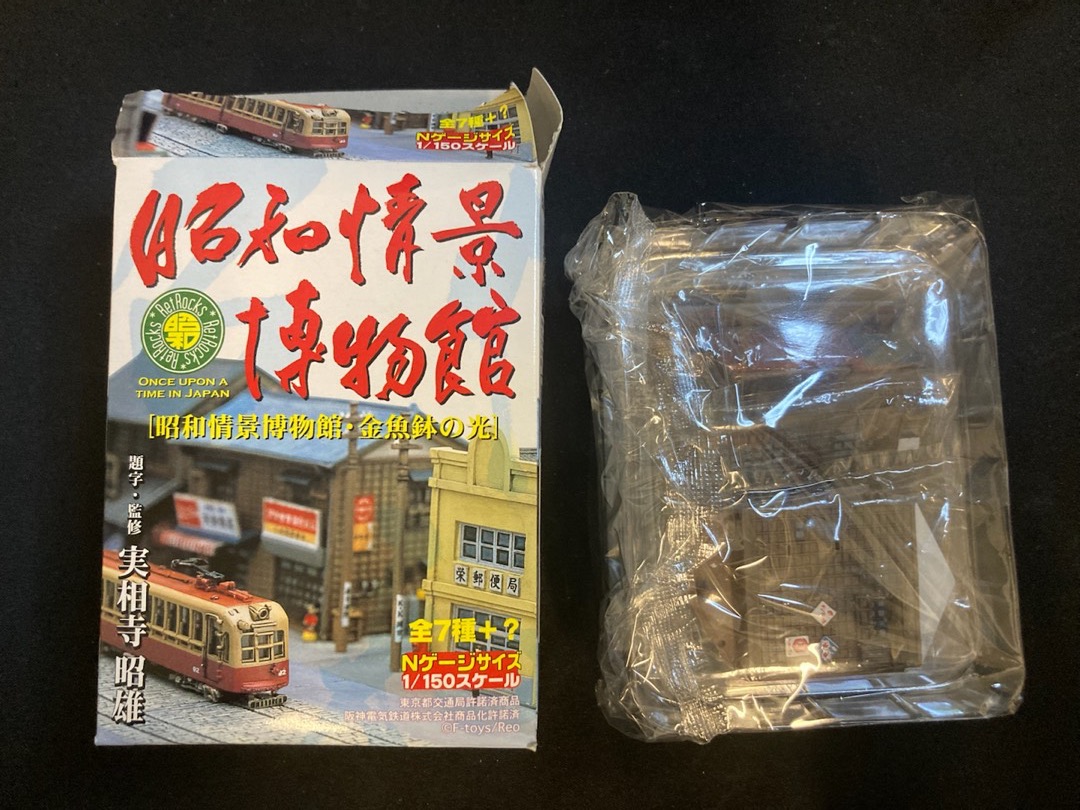 全7種+?
Nゲージサイズ
1/150スケール
昭和情景
博物館
RetRocks RetRocks RetRocks
昭和
ONCE UPON A
TIME IN JAPAN
[昭和情景博物館・金魚鉢の光]
題字・監修 実相寺 昭雄
栄郵便局
全7種+?
Nゲージサイズ
1/150スケール
東京都交通局許諾済商品
阪神電気鉄道株式会社商品化許諾済
©F-toys/Reo